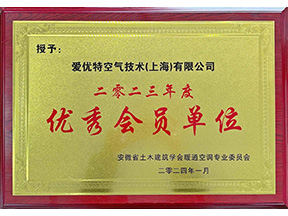 授予：
爱优特空气技术(上海)有限公司
二零二三年度
优秀会员单位
安徽省土木建筑学会暖通空调专业委员会
二零二四年一月